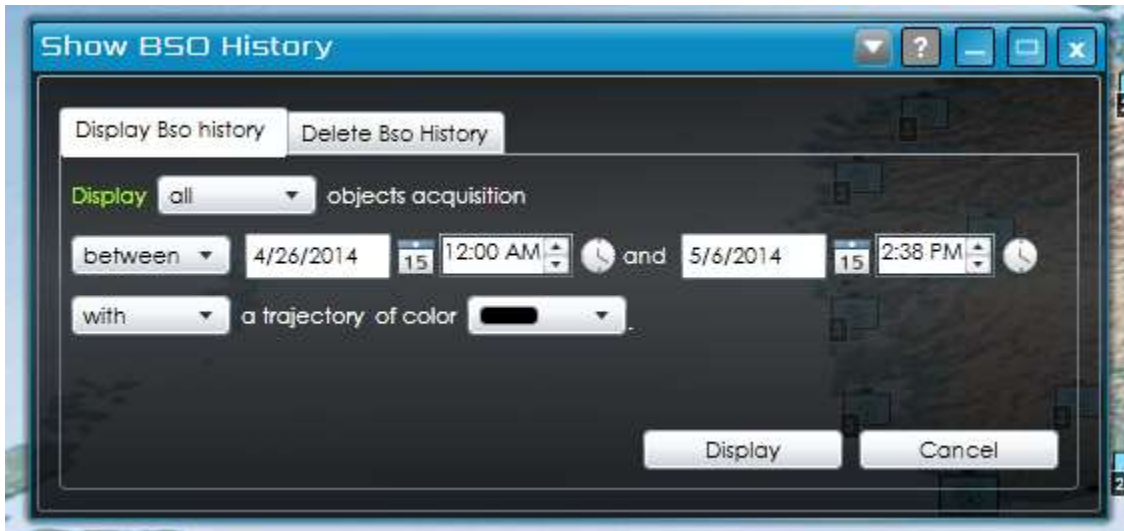 Show BSO History
?
x
Display Bso history
Delete Bso History
Display all objects acquisition
between 4/26/2014 15 12:00 AM and 5/6/2014 15 2:38 PM
with a trajectory of color .
Display
Cancel
2